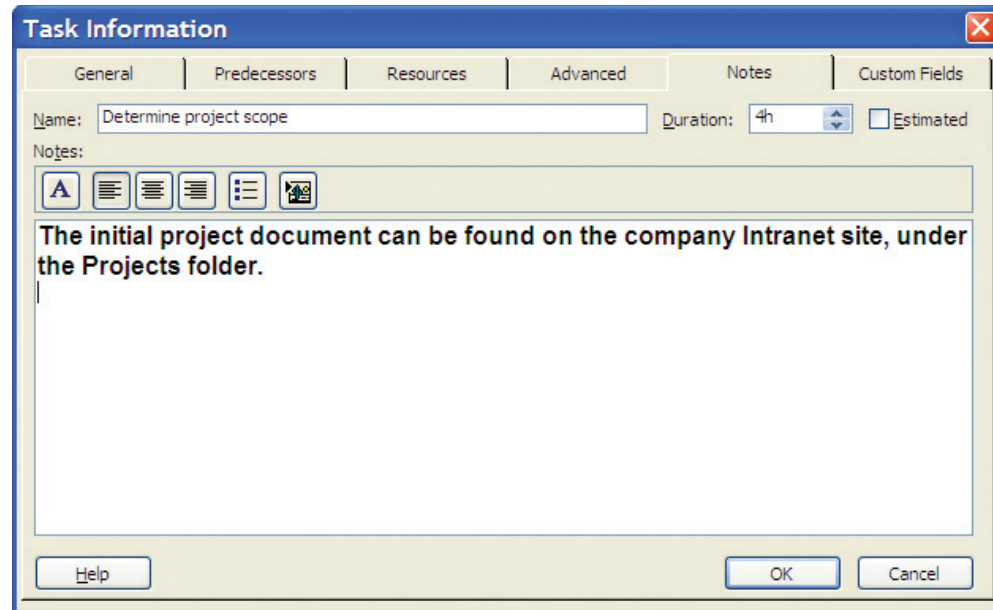 Task Information
General Predecessors Resources Advanced Notes Custom Fields
Name: Determine project scope Duration: 4h Estimated
Notes:
A
The initial project document can be found on the company Intranet site, under
the Projects folder.
Help OK Cancel